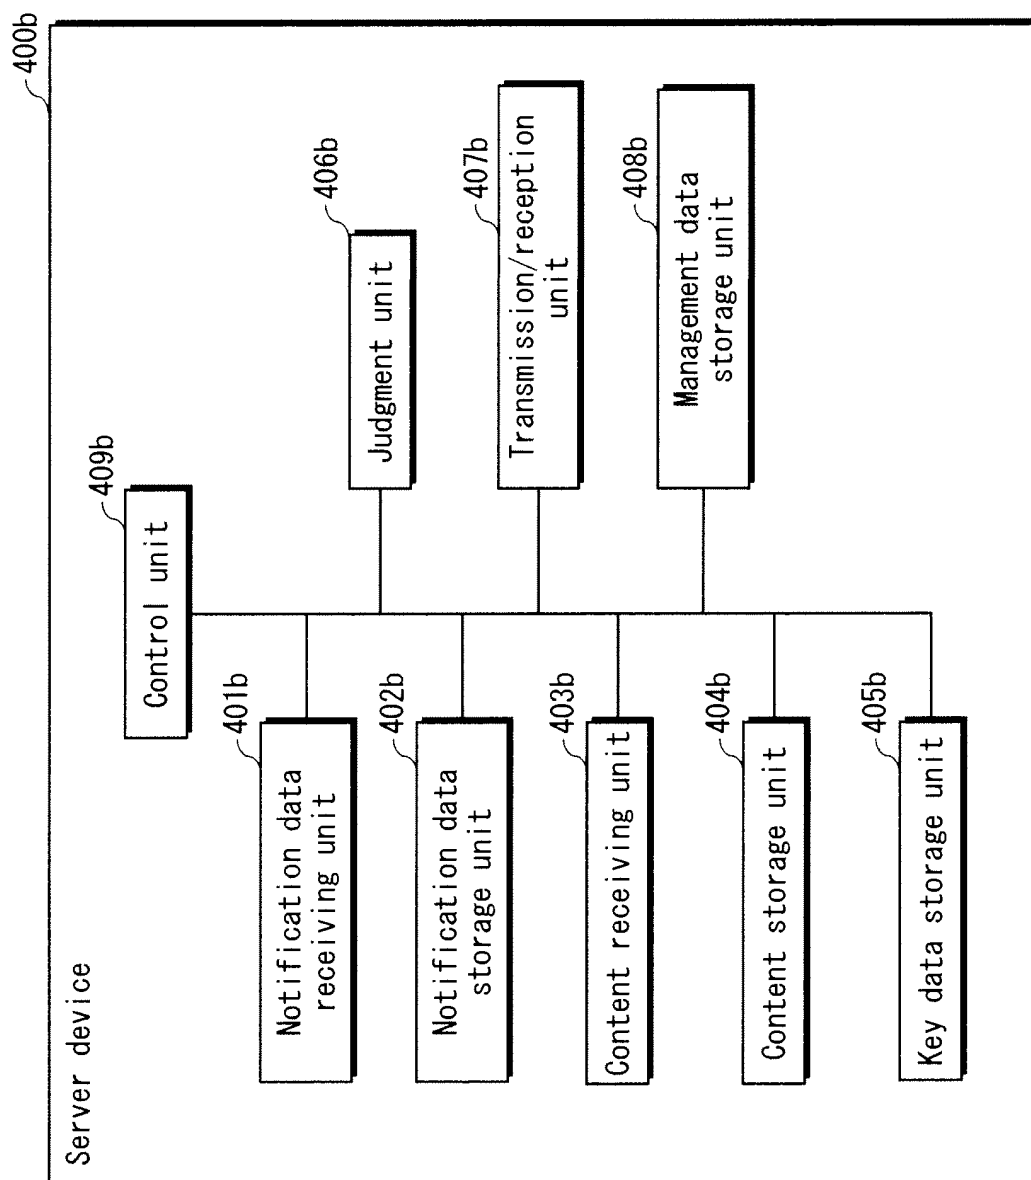 400b
Server device
409b
Control unit
401b
Notification data
receiving unit
402b
Notification data
storage unit
403b
Content receiving unit
404b
Content storage unit
405b
Key data storage unit
406b
Judgment unit
407b
Transmission/reception
unit
408b
Management data
storage unit